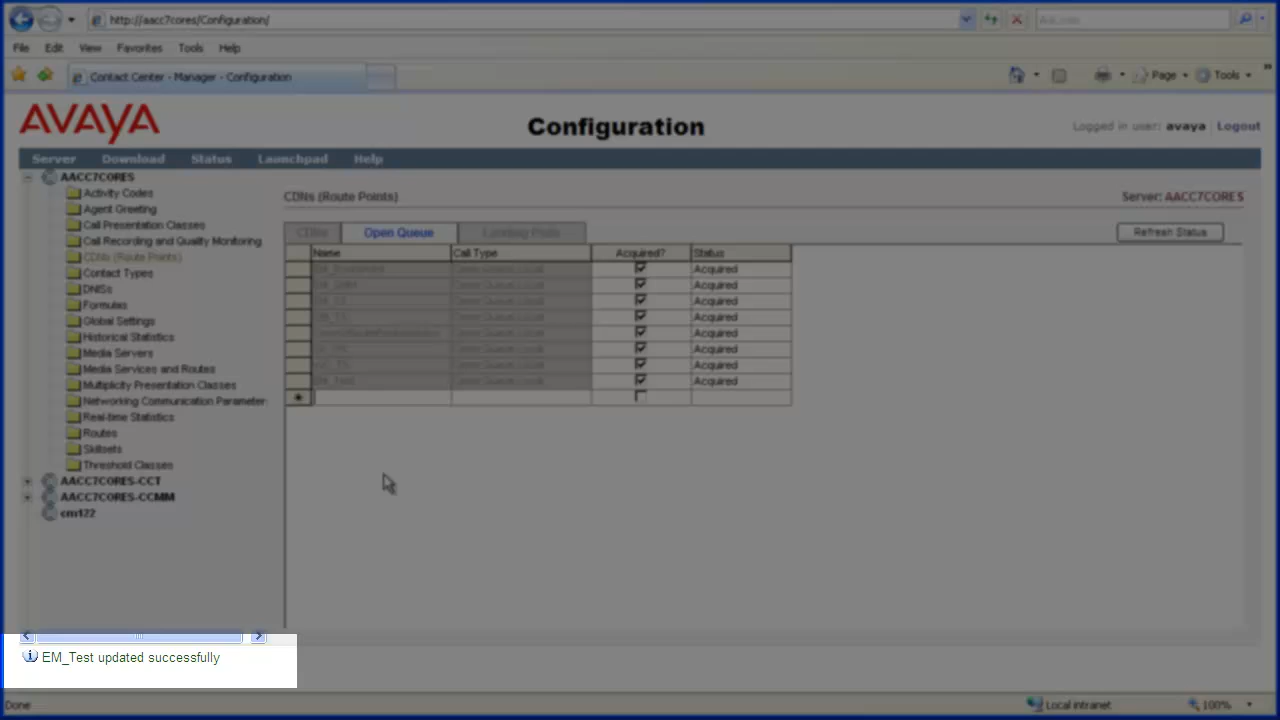 http://aacc7cores/Configuration/
File Edit View Favorites Tools Help
Contact Center - Manager - Configuration
Page Tools
AVAYA
Configuration
Logged in user: avaya | Logout
Server Download Status Launchpad Help
AACC7CORES
Activity Codes
Agent Greeting
Call Presentation Classes
Call Recording and Quality Monitoring
CDNs (Route Points)
Contact Types
DNISs
Formulas
Global Settings
Historical Statistics
Media Servers
Media Services and Routes
Multiplicity Presentation Classes
Networking Communication Parameters
Real-time Statistics
Routes
Skillsets
Threshold Classes
AACC7CORES-CCT
AACC7CORES-CCMM
cm122
CDNs (Route Points)
Server: AACC7CORES
CDNs Open Queue Landing Pads
Refresh Status
Name Call Type Acquired? Status
Acquired
Acquired
Acquired
Acquired
Acquired
Acquired
Acquired
EM_Test Acquired
EM_Test updated successfully
Done
Local intranet
100%